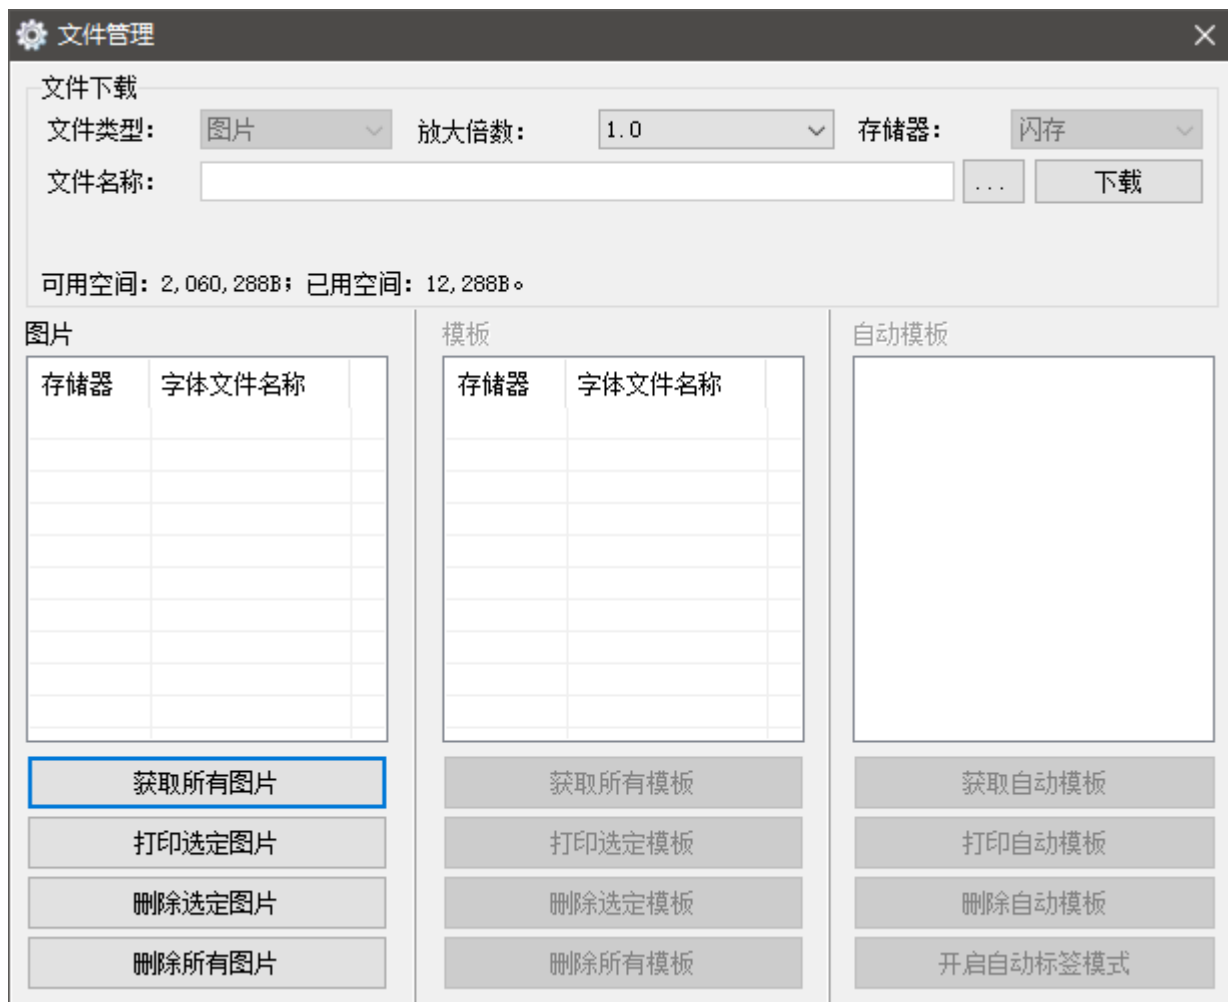 文件管理
文件下载
文件类型: 图片 放大倍数: 1.0 存储器: 闪存
文件名称: ... 下载
可用空间: 2,060,288B; 已用空间: 12,288B。
图片 模板 自动模板
存储器 字体文件名称 存储器 字体文件名称
获取所有图片 获取所有模板 获取自动模板
打印选定图片 打印选定模板 打印自动模板
删除选定图片 删除选定模板 删除自动模板
删除所有图片 删除所有模板 开启自动标签模式